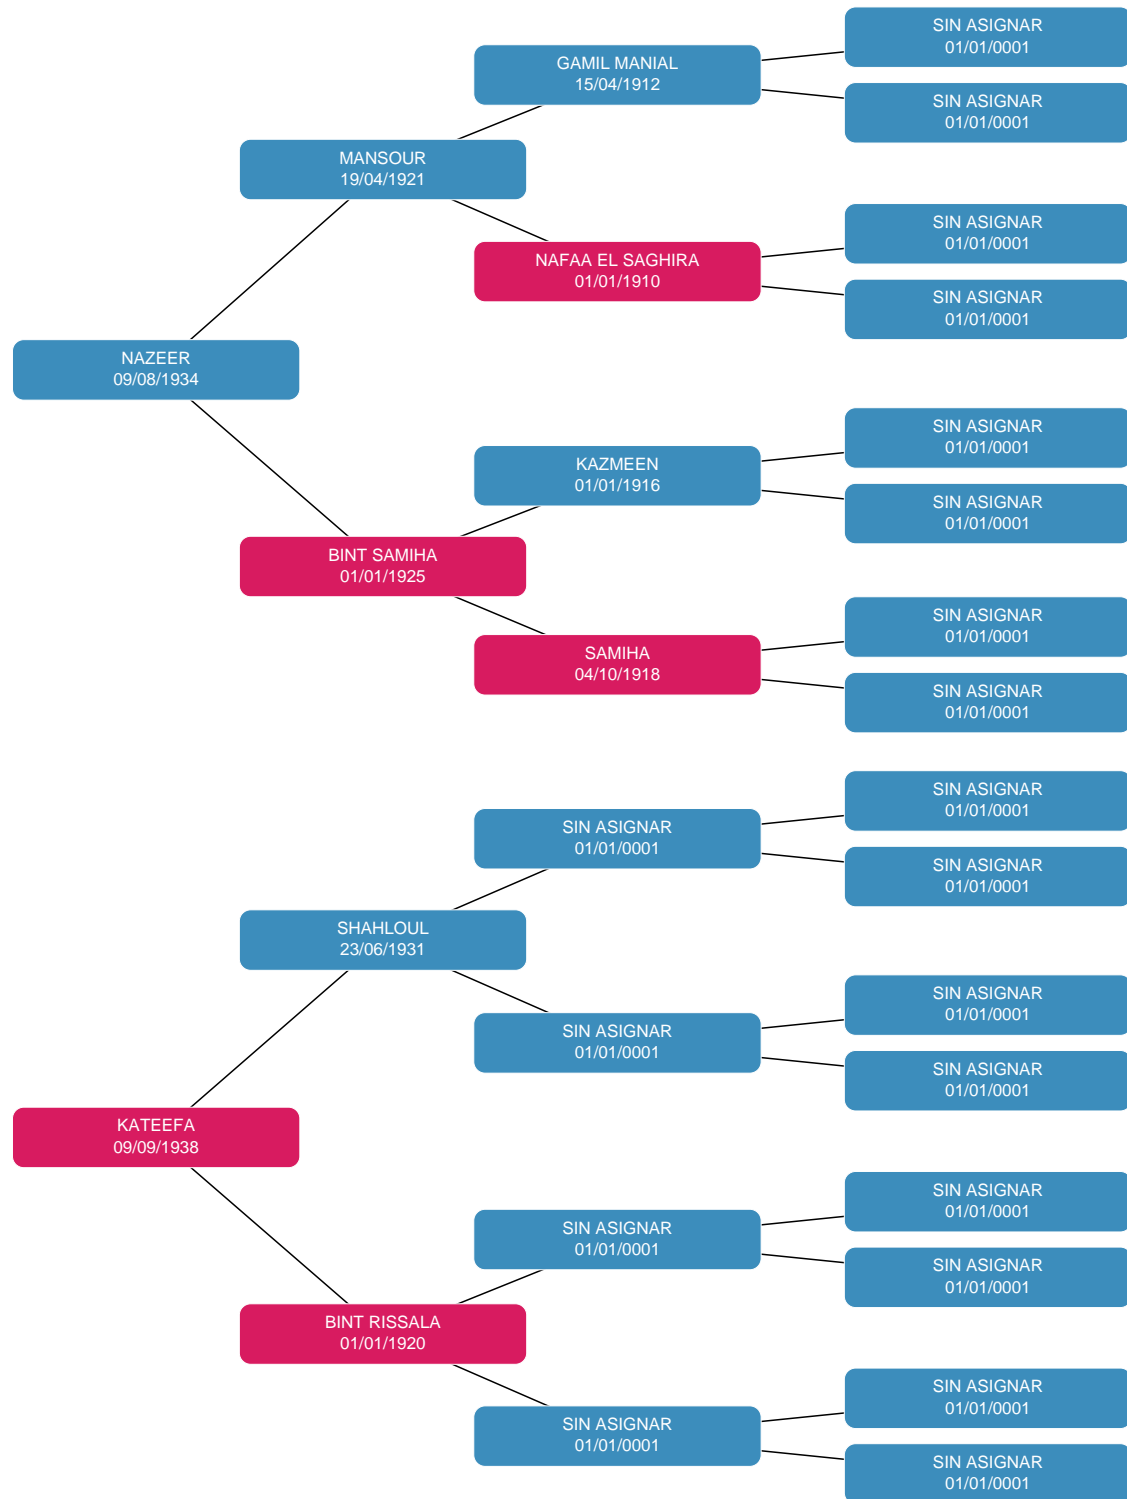 SIN ASIGNAR
01/01/0001
GAMIL MANIAL
15/04/1912
SIN ASIGNAR
01/01/0001
MANSOUR
19/04/1921
SIN ASIGNAR
01/01/0001
NAFAA EL SAGHIRA
01/01/1910
SIN ASIGNAR
01/01/0001
NAZEER
09/08/1934
SIN ASIGNAR
01/01/0001
KAZMEEN
01/01/1916
SIN ASIGNAR
01/01/0001
BINT SAMIHA
01/01/1925
SIN ASIGNAR
01/01/0001
SAMIHA
04/10/1918
SIN ASIGNAR
01/01/0001
SIN ASIGNAR
01/01/0001
SIN ASIGNAR
01/01/0001
SIN ASIGNAR
01/01/0001
SHAHLOUL
23/06/1931
SIN ASIGNAR
01/01/0001
SIN ASIGNAR
01/01/0001
SIN ASIGNAR
01/01/0001
KATEEFA
09/09/1938
SIN ASIGNAR
01/01/0001
SIN ASIGNAR
01/01/0001
SIN ASIGNAR
01/01/0001
BINT RISSALA
01/01/1920
SIN ASIGNAR
01/01/0001
SIN ASIGNAR
01/01/0001
SIN ASIGNAR
01/01/0001